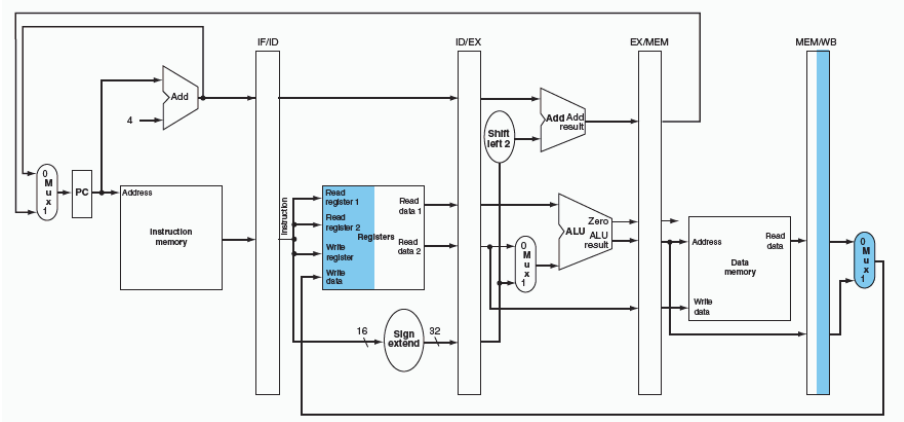 IF/ID
ID/EX
EX/MEM
MEM/WB
Add
4
0
M
u
x
1
PC
Address
Instruction
memory
Instruction
Read
register 1
Read
register 2
Write
register
Write
data
Registers
Read
data 1
Read
data 2
16
Sign
extend
32
Shift
left 2
Add Add
result
0
M
u
x
1
Zero
ALU
ALU
result
Address
Read
data
Data
memory
Write
data
0
M
u
x
1